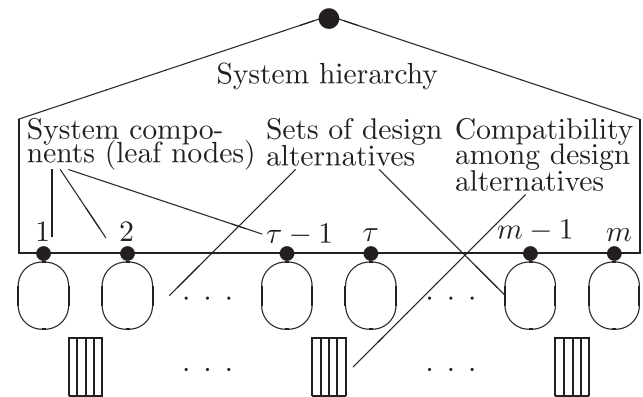 System hierarchy
System compo-
nents (leaf nodes)
Sets of design
alternatives
Compatibility
among design
alternatives
1 2 τ − 1 τ m − 1 m
. . . . . .
. . . . . .